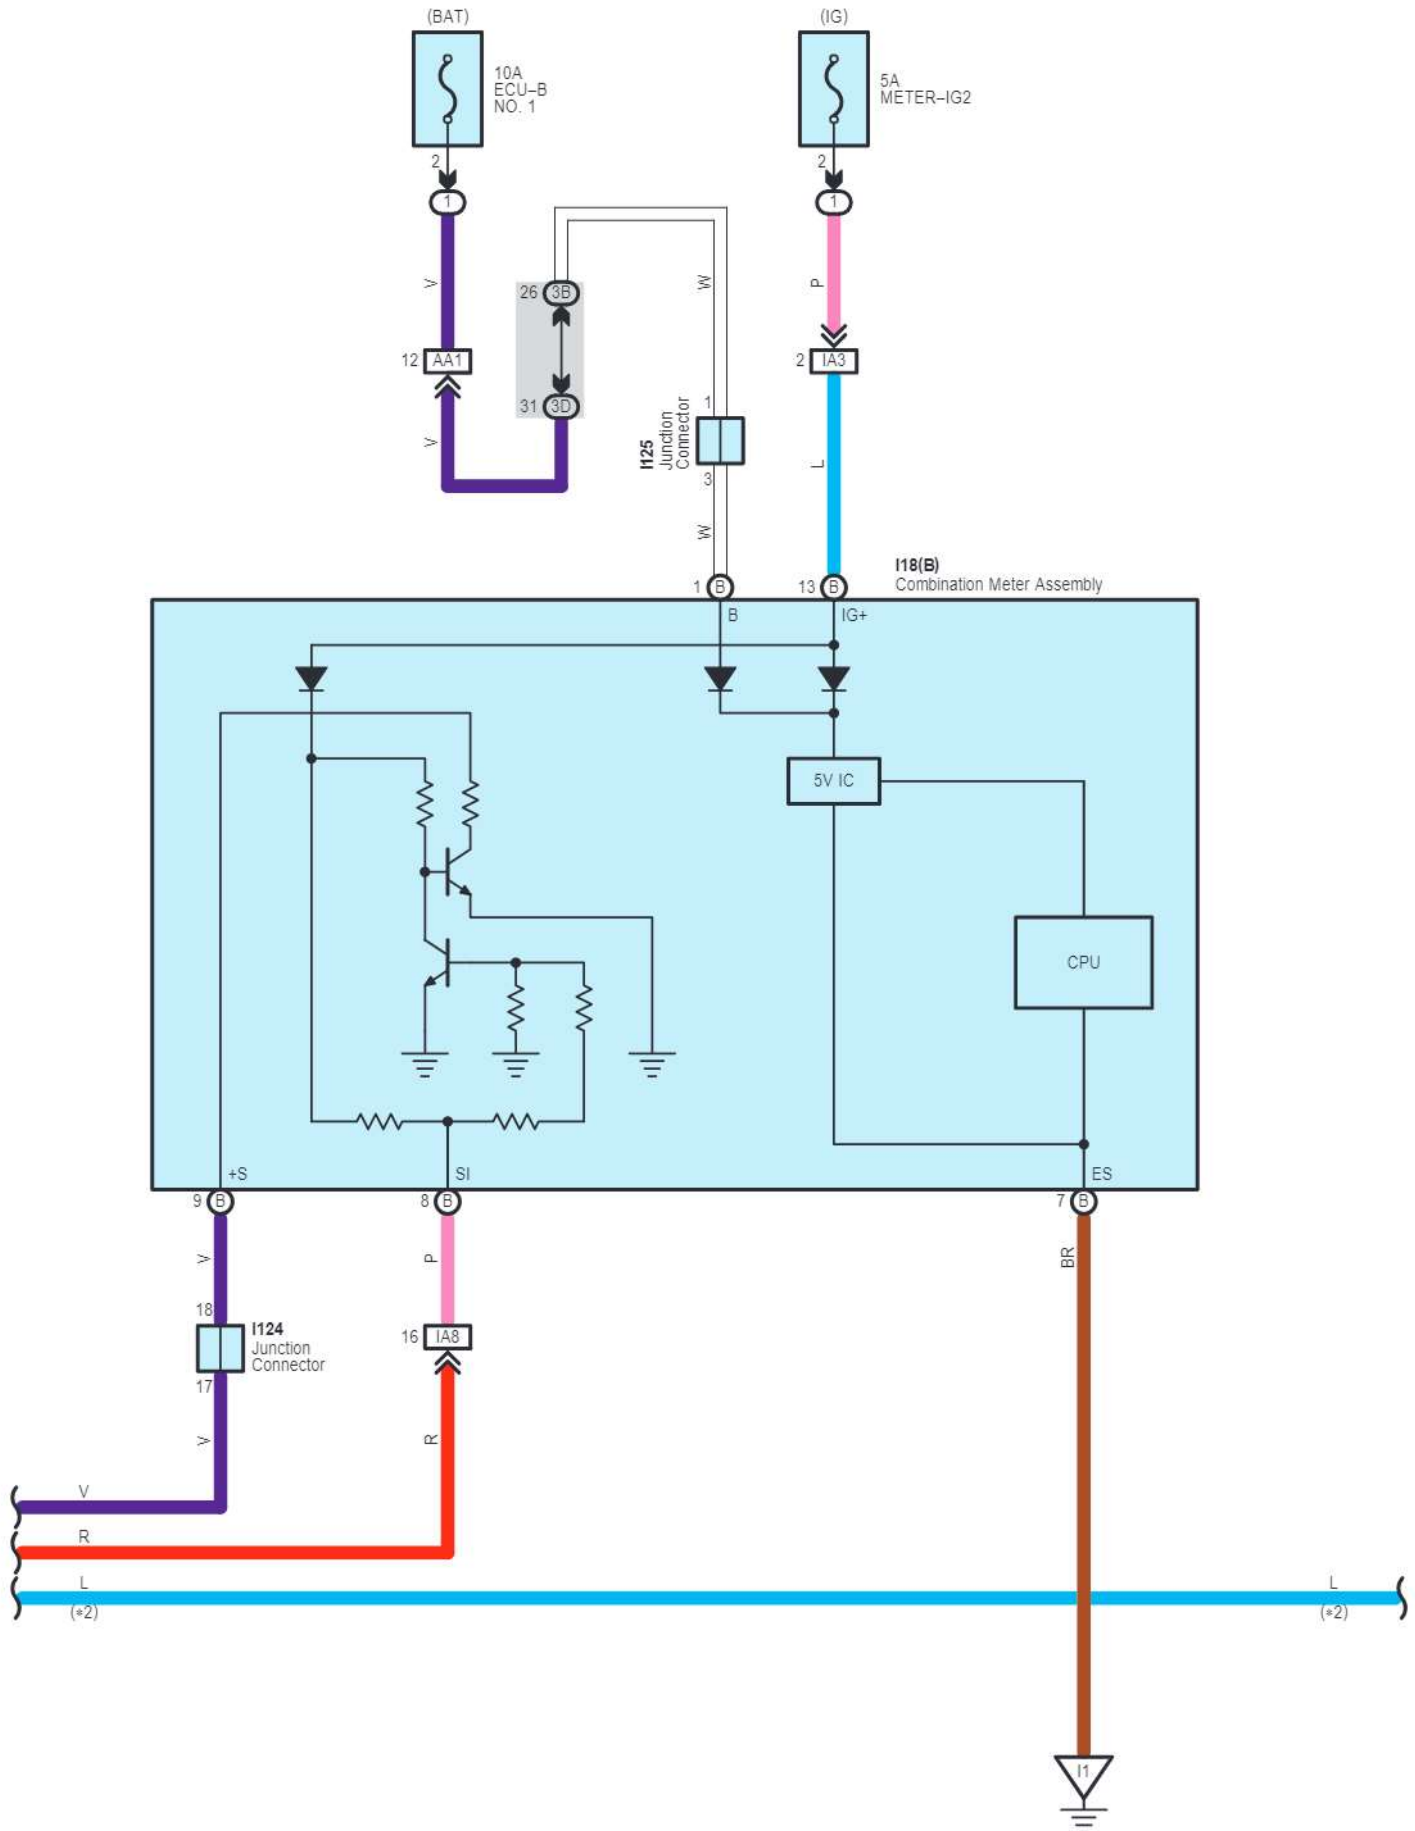 (BAT)
(IG)
10A
ECU–B
NO. 1
5A
METER–IG2
2
2
1
1
V
W
P
26
3B
12
AA1
2
IA3
31
3D
1
I125
Junction
Connector
V
L
3
W
I18(B)
Combination Meter Assembly
1
B
13
B
B
IG+
5V IC
CPU
+S
SI
ES
9
B
8
B
7
B
V
P
BR
18
I124
Junction
Connector
16
IA8
17
V
R
V
R
L
L
(*2)
(*2)
I1